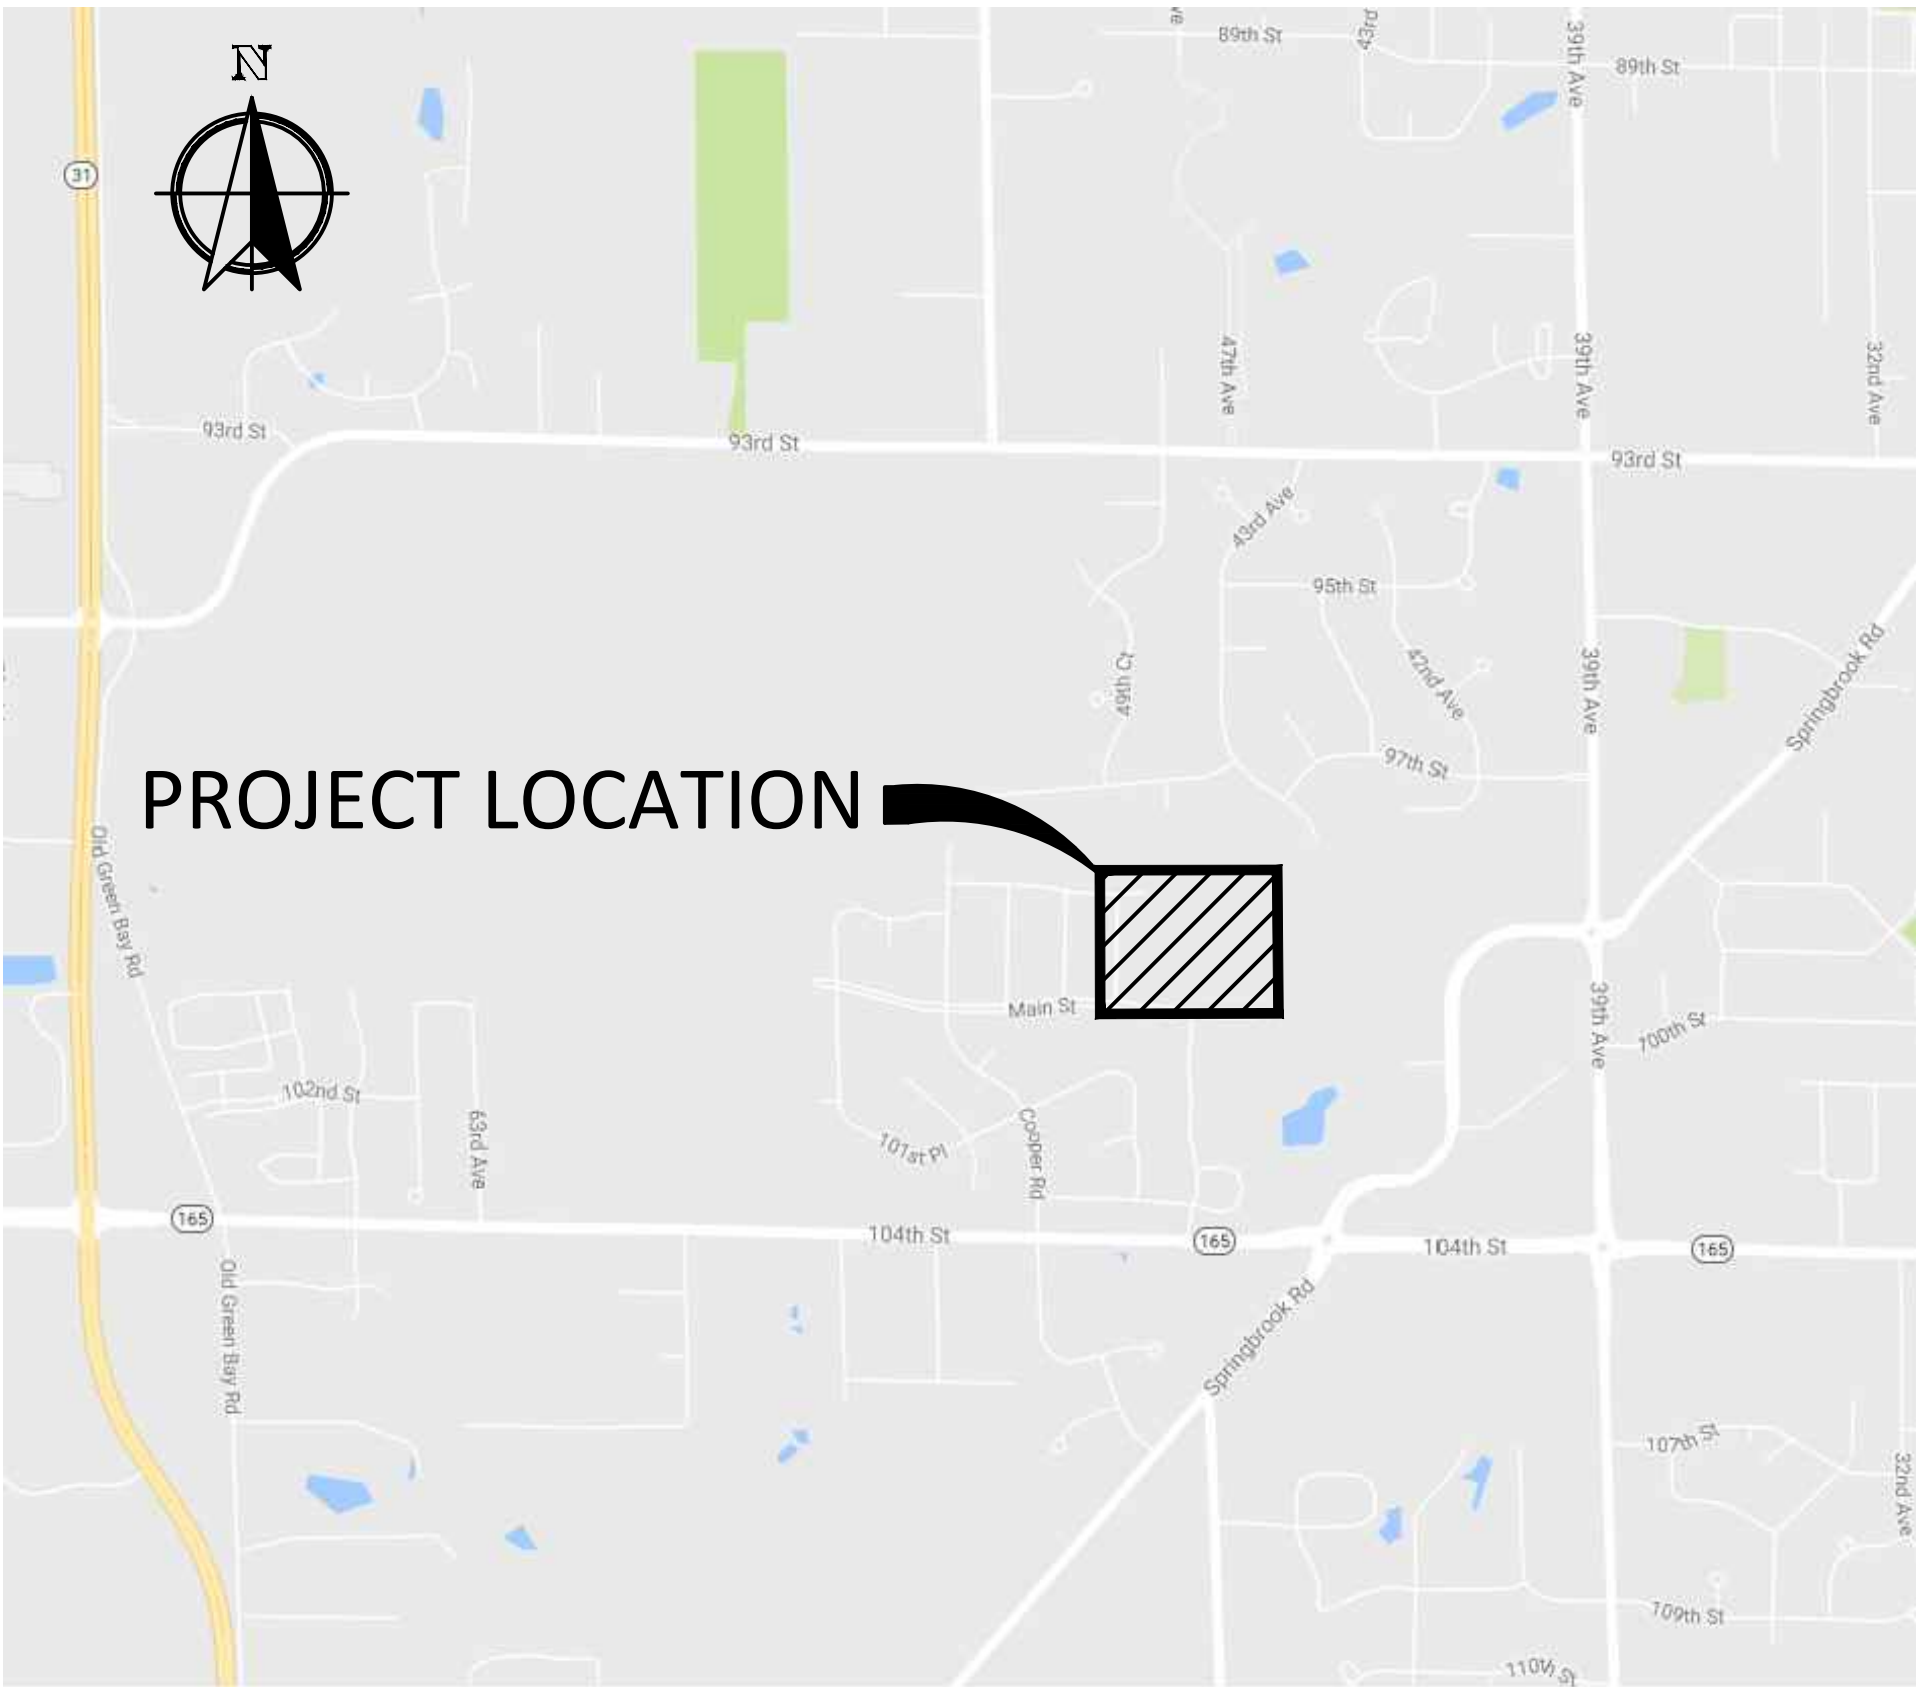 89th St
43rd
39th Ave
89th St
N
31
47th Ave
39th Ave
32nd Ave
93rd St
93rd St
93rd St
43rd Ave
95th St
49th Ct
42nd Ave
39th Ave
Springbrook Rd
97th St
PROJECT LOCATION
Old Green Bay Rd
Main St
39th Ave
100th St
102nd St
63rd Ave
101st Pl
Cooper Rd
165
104th St
165
104th St
165
Old Green Bay Rd
Springbrook Rd
107th St
32nd Ave
109th St
110th St